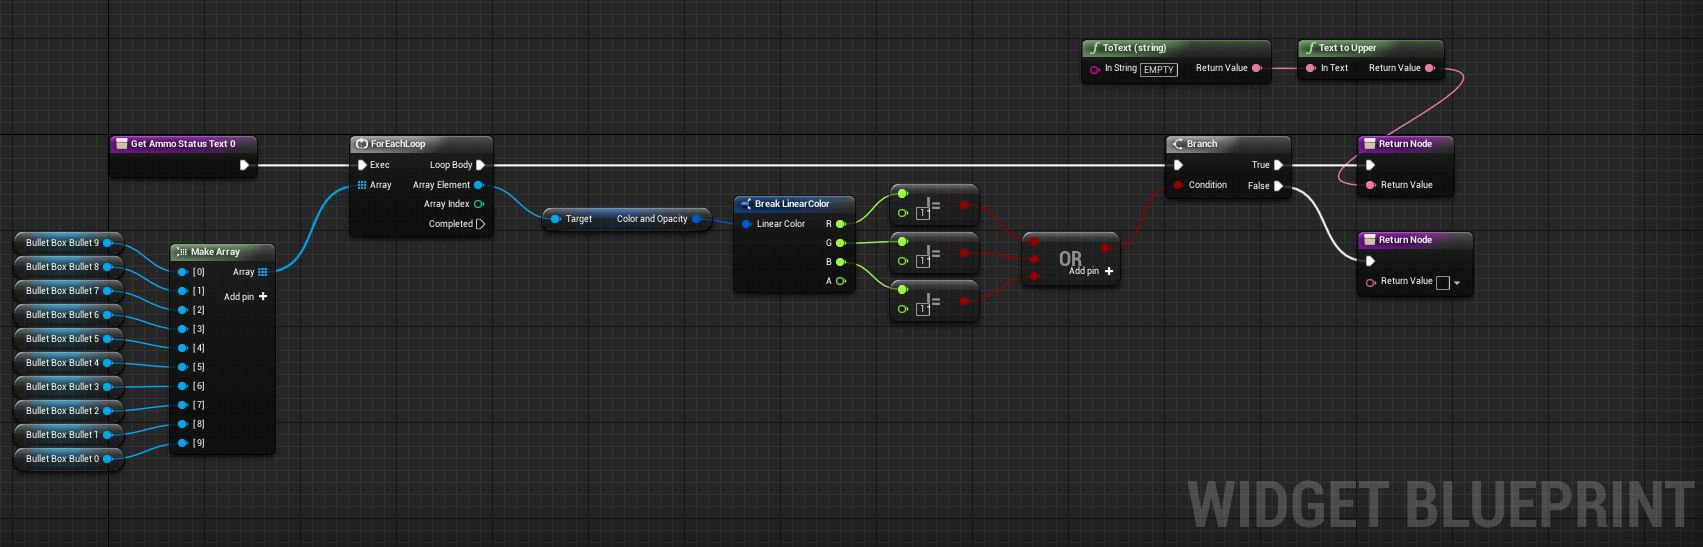 ToText (string)
In String EMPTY Return Value
Text to Upper
In Text Return Value
Get Ammo Status Text 0
ForEachLoop
Exec Loop Body
Array Array Element
Array Index
Completed
Branch
True
Condition False
Return Node
Return Value
Target Color and Opacity
Break LinearColor
Linear Color R
G
B
A
!=
1
!=
1
!=
1
OR
Add pin +
Return Node
Return Value
Bullet Box Bullet 9
Bullet Box Bullet 8
Bullet Box Bullet 7
Bullet Box Bullet 6
Bullet Box Bullet 5
Bullet Box Bullet 4
Bullet Box Bullet 3
Bullet Box Bullet 2
Bullet Box Bullet 1
Bullet Box Bullet 0
Make Array
[0] Array
[1] Add pin +
[2]
[3]
[4]
[5]
[6]
[7]
[8]
[9]
WIDGET BLUEPRINT